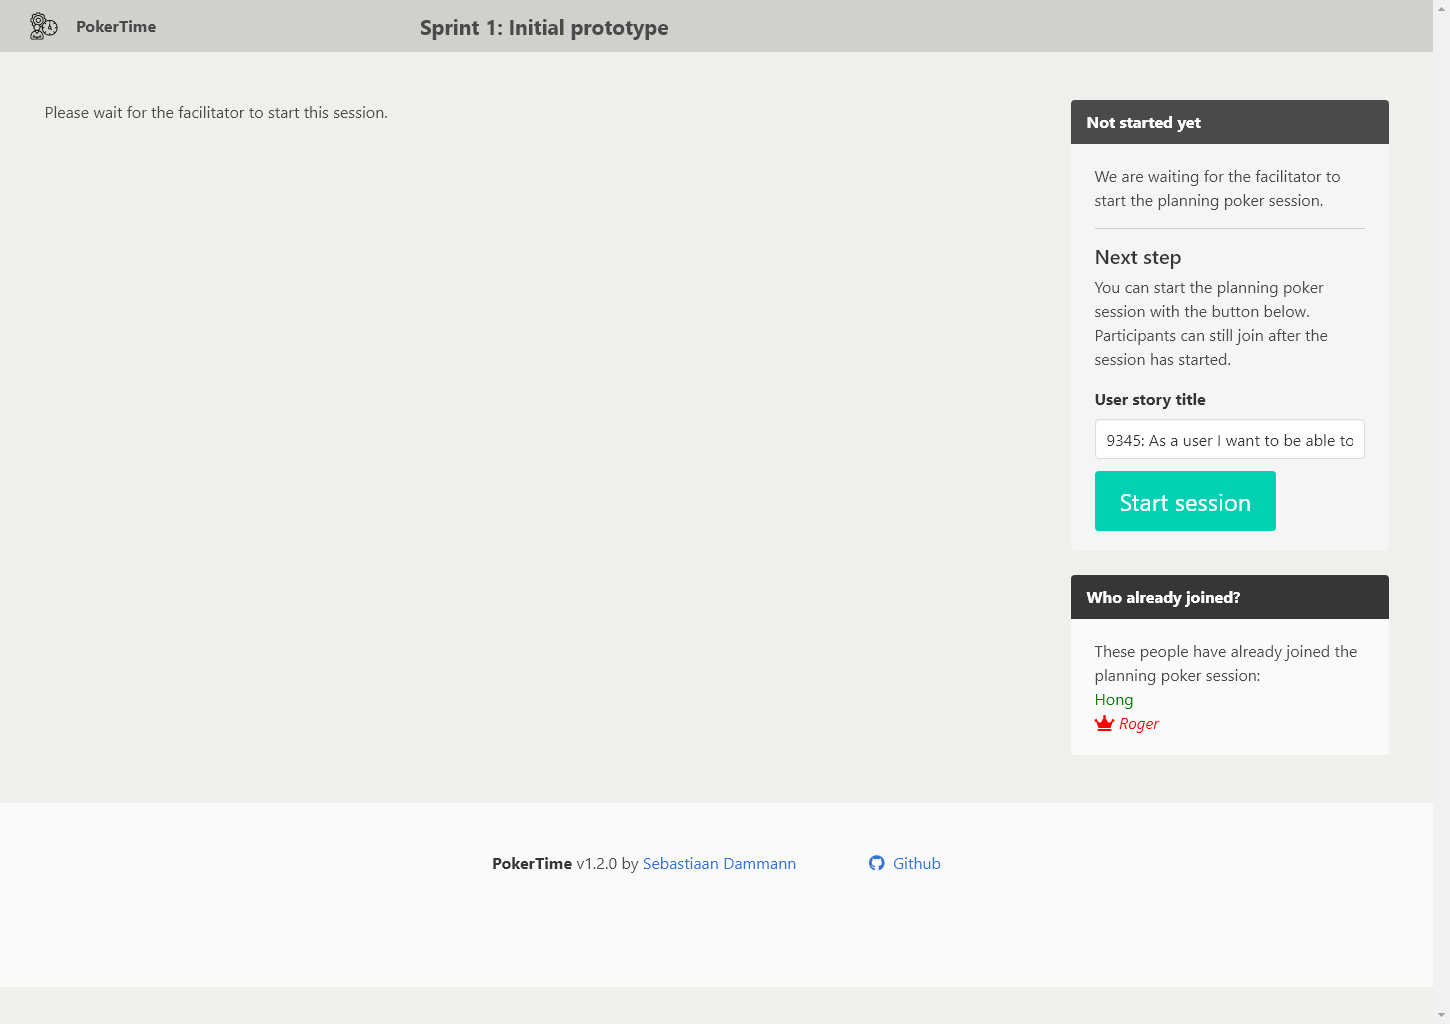 PokerTime
Sprint 1: Initial prototype
Please wait for the facilitator to start this session.
Not started yet
We are waiting for the facilitator to
start the planning poker session.
Next step
You can start the planning poker
session with the button below.
Participants can still join after the
session has started.
User story title
9345: As a user I want to be able to
Start session
Who already joined?
These people have already joined the
planning poker session:
Hong
Roger
PokerTime v1.2.0 by Sebastiaan Dammann
Github